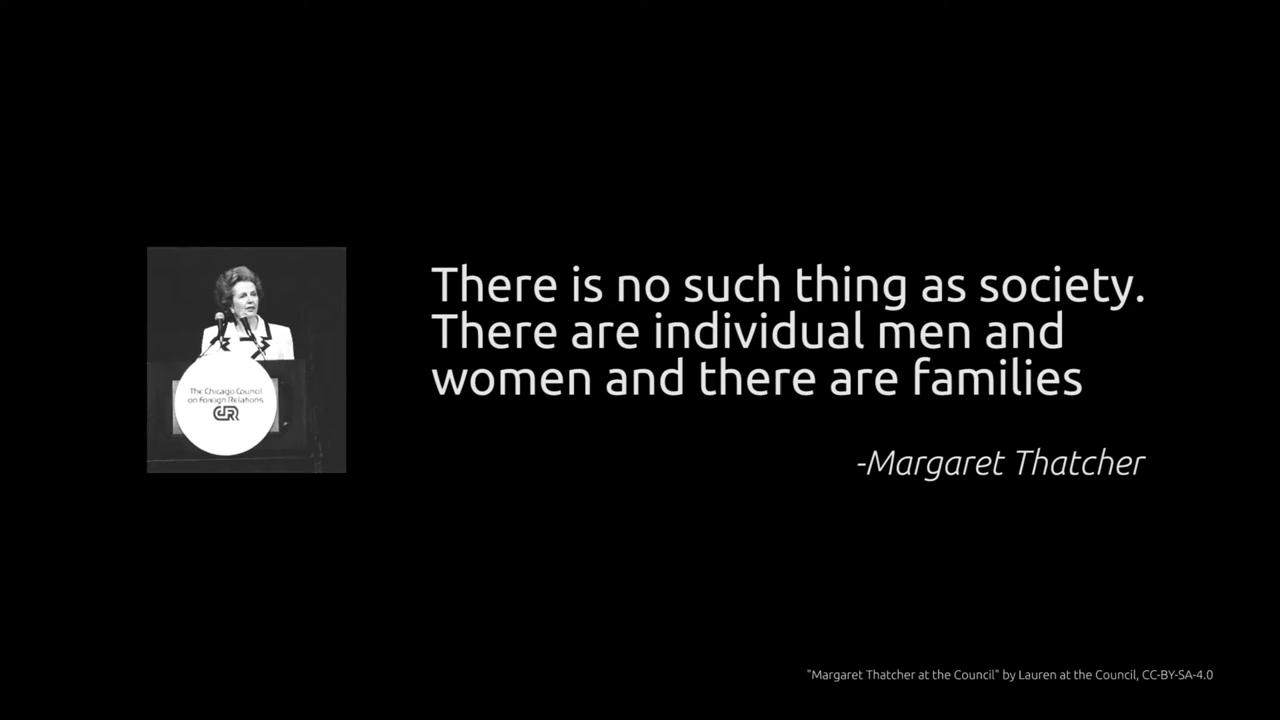 There is no such thing as society.
There are individual men and
women and there are families
-Margaret Thatcher
The Chicago Council
on Foreign Relations
"Margaret Thatcher at the Council" by Lauren at the Council, CC-BY-SA-4.0